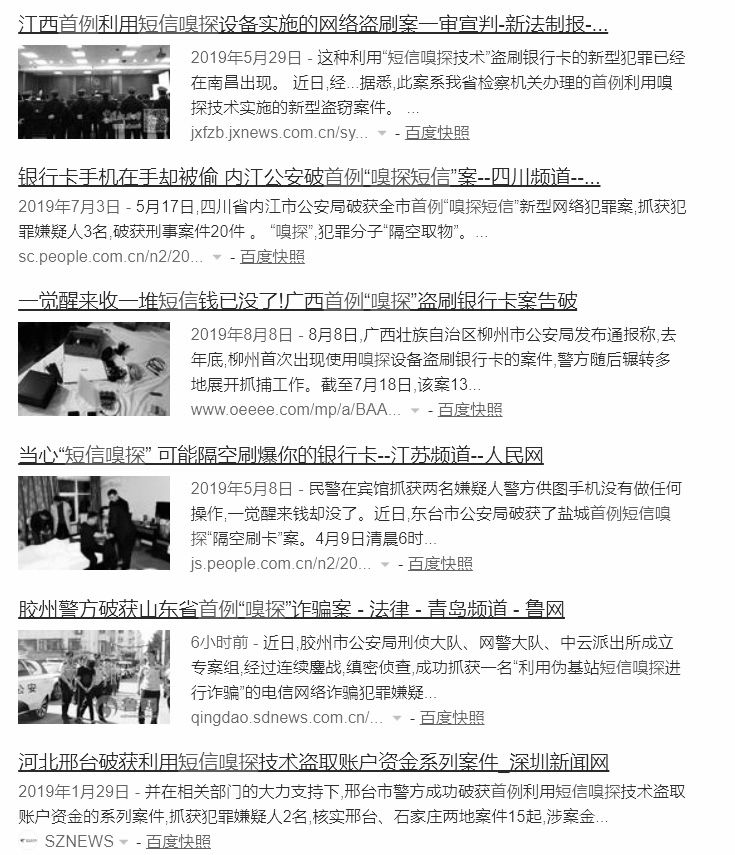 江西首例利用短信嗅探设备实施的网络盗刷案一审宣判-新法制报-...
2019年5月29日 - 这种利用“短信嗅探技术”盗刷银行卡的新型犯罪已经
在南昌出现。 近日,经...据悉,此案系我省检察机关办理的首例利用嗅
探技术实施的新型盗窃案件。 ...
jxfzb.jxnews.com.cn/sy... - 百度快照
银行卡手机在手却被偷 内江公安破首例“嗅探短信”案--四川频道--...
2019年7月3日 - 5月17日,四川省内江市公安局破获全市首例“嗅探短信”新型网络犯罪案,抓获犯
罪嫌疑人3名,破获刑事案件20件 。 “嗅探”,犯罪分子“隔空取物”。...
sc.people.com.cn/n2/20... - 百度快照
一觉醒来收一堆短信钱已没了!广西首例“嗅探”盗刷银行卡案告破
2019年8月8日 - 8月8日,广西壮族自治区柳州市公安局发布通报称,去
年底,柳州首次出现使用嗅探设备盗刷银行卡的案件,警方随后辗转多
地展开抓捕工作。截至7月18日,该案13...
www.oeeee.com/mp/a/BAA... - 百度快照
当心“短信嗅探” 可能隔空刷爆你的银行卡--江苏频道--人民网
2019年5月8日 - 民警在宾馆抓获两名嫌疑人警方供图手机没有做任何
操作,一觉醒来钱却没了。近日,东台市公安局破获了盐城首例短信嗅
探“隔空刷卡”案。4月9日清晨6时...
js.people.com.cn/n2/20... - 百度快照
胶州警方破获山东省首例“嗅探”诈骗案 - 法律 - 青岛频道 - 鲁网
6小时前 - 近日,胶州市公安局刑侦大队、网警大队、中云派出所成立
专案组,经过连续鏖战,缜密侦查,成功抓获一名“利用伪基站短信嗅探进
行诈骗”的电信网络诈骗犯罪嫌疑...
qingdao.sdnews.com.cn/... - 百度快照
河北邢台破获利用短信嗅探技术盗取账户资金系列案件_深圳新闻网
2019年1月29日 - 并在相关部门的大力支持下,邢台市警方成功破获首例利用短信嗅探技术盗取
账户资金的系列案件,抓获犯罪嫌疑人2名,核实邢台、石家庄两地案件15起,涉案金...
SZNEWS - 百度快照